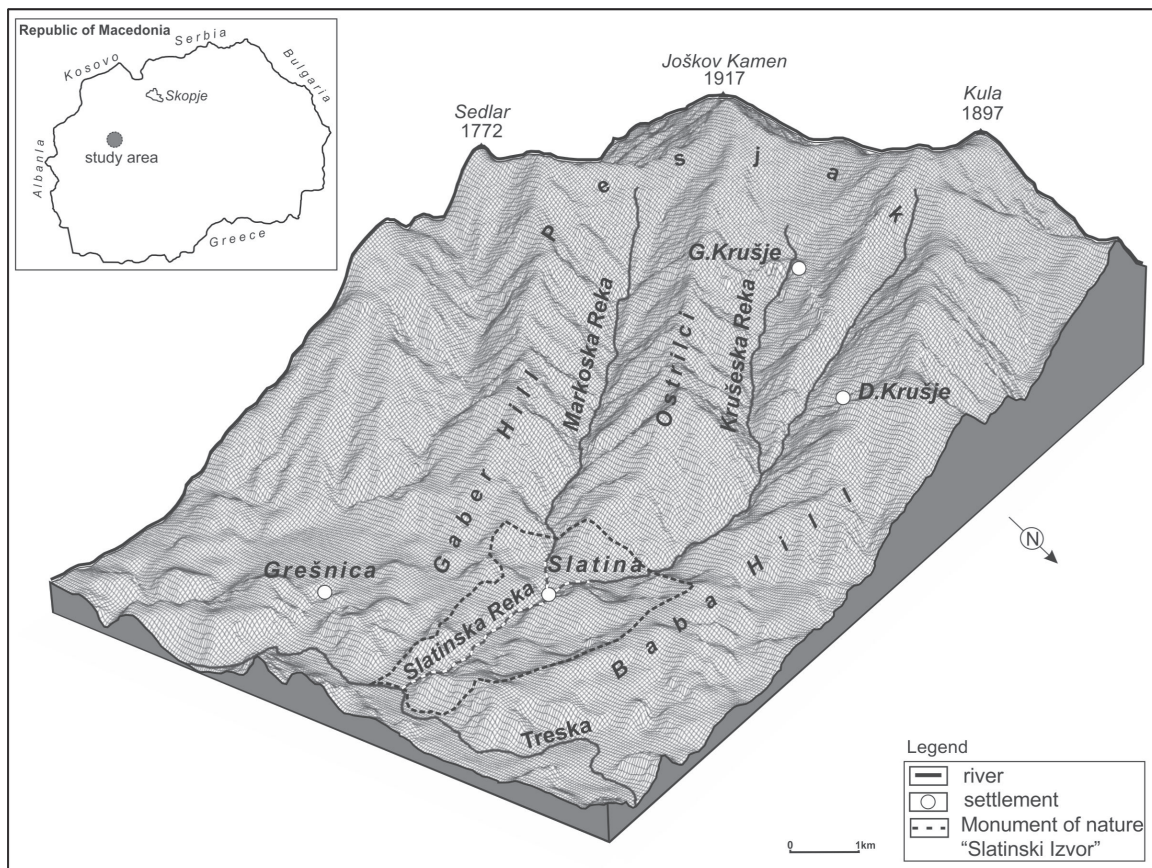 Republic of Macedonia
Serbia
Kosovo
Bulgaria
Skopje
study area
Albania
Greece
Joškov Kamen
1917
Sedlar
1772
Kula
1897
Pesjak
G.Krušje
Markoska Reka
Ostrilci
Krušeska Reka
D.Krušje
Gaber Hill
Slatina
Grešnica
Slatinska Reka
Baba Hill
Treska
N
Legend
river
settlement
Monument of nature
“Slatinski Izvor”
0 1km